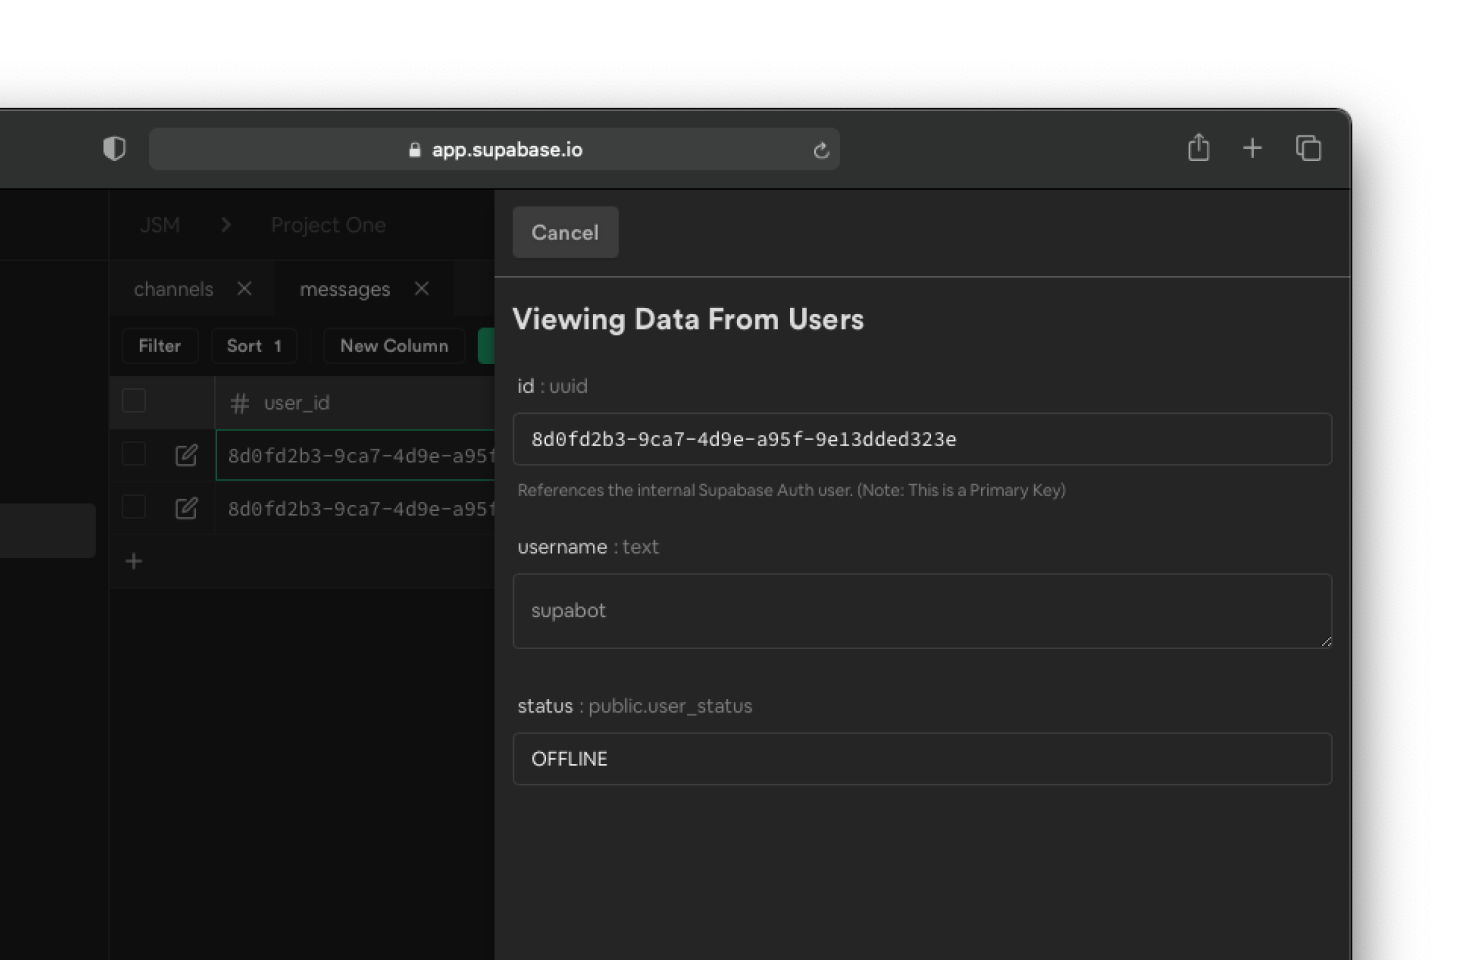 app.supabase.io
JSM > Project One
Cancel
channels × messages ×
Viewing Data From Users
Filter Sort 1 New Column
id : uuid
# user_id
8d0fd2b3-9ca7-4d9e-a95f-9e13dded323e
8d0fd2b3-9ca7-4d9e-a95f
References the internal Supabase Auth user. (Note: This is a Primary Key)
8d0fd2b3-9ca7-4d9e-a95f
username : text
supabot
status : public.user_status
OFFLINE